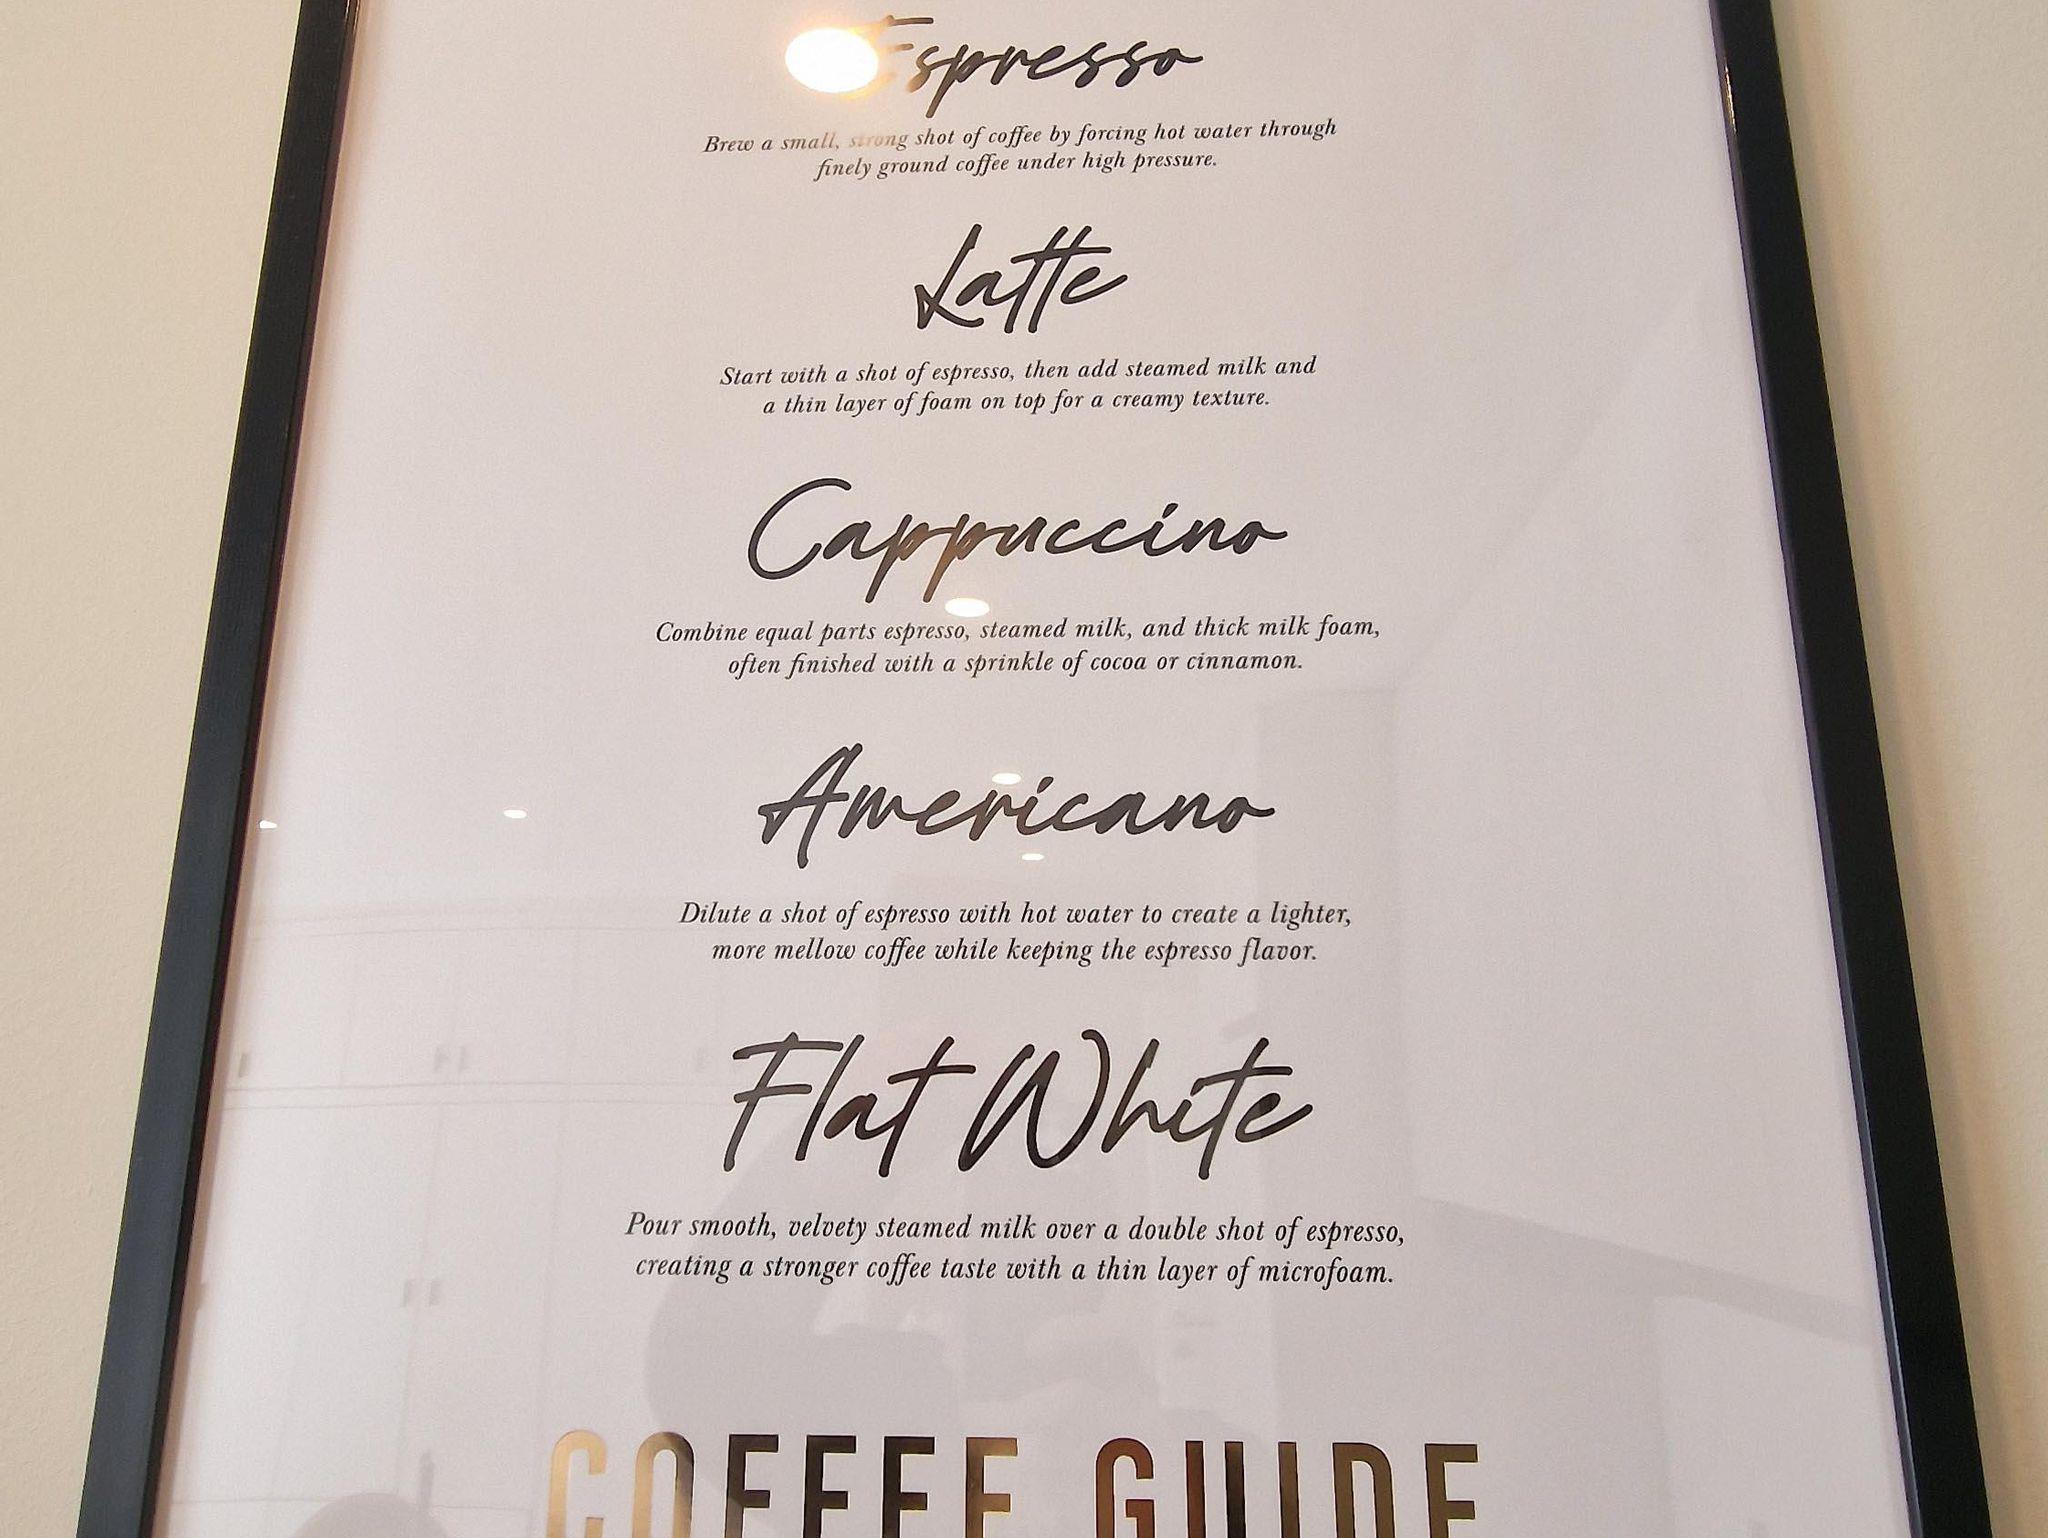 Espresso
Brew a small, strong shot of coffee by forcing hot water through
finely ground coffee under high pressure.
Latte
Start with a shot of espresso, then add steamed milk and
a thin layer of foam on top for a creamy texture.
Cappuccino
Combine equal parts espresso, steamed milk, and thick milk foam,
often finished with a sprinkle of cocoa or cinnamon.
Americano
Dilute a shot of espresso with hot water to create a lighter,
more mellow coffee while keeping the espresso flavor.
Flat White
Pour smooth, velvety steamed milk over a double shot of espresso,
creating a stronger coffee taste with a thin layer of microfoam.
COFFEE GUIDE